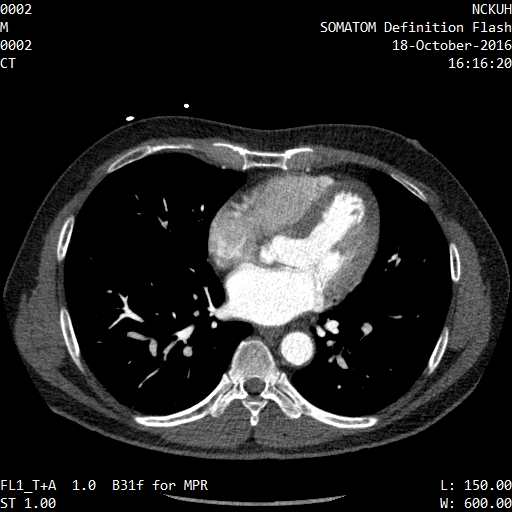 0002
NCKUH
M
SOMATOM Definition Flash
0002
18-October-2016
CT
16:16:20
FL1_T+A 1.0 B31f for MPR
L: 150.00
ST 1.00
W: 600.00